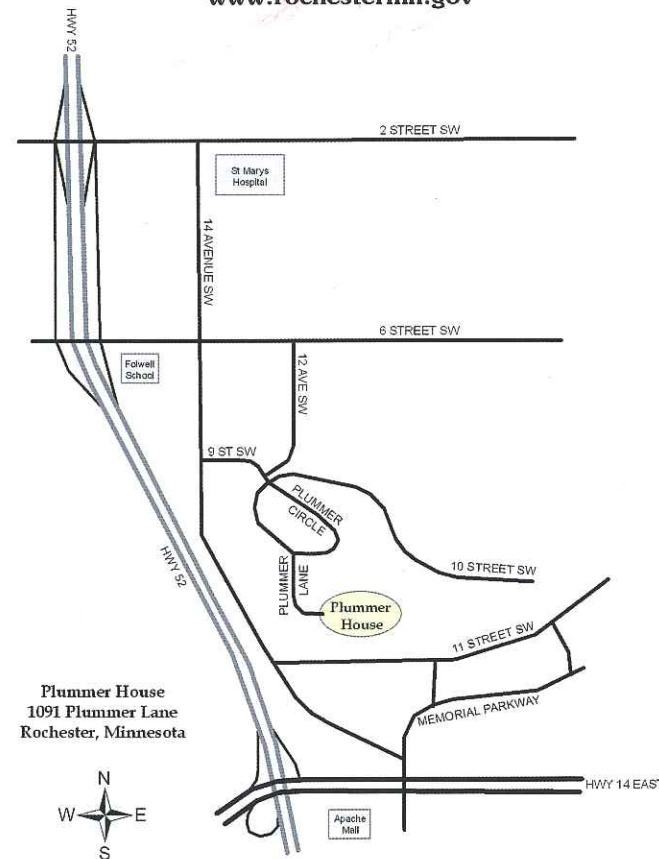 www.rochestermn.gov
HWY 52
2 STREET SW
St Marys
Hospital
14 AVENUE SW
6 STREET SW
Folwell
School
12 AVE SW
9 ST SW
PLUMMER
CIRCLE
HWY 52
PLUMMER
LANE
10 STREET SW
Plummer
House
11 STREET SW
Plummer House
1091 Plummer Lane
Rochester, Minnesota
MEMORIAL PARKWAY
N
W E
S
HWY 14 EAST
Apache
Mall